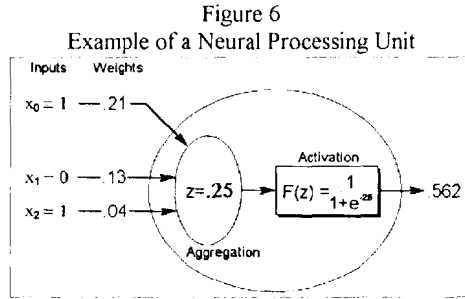 Figure 6
Example of a Neural Processing Unit
Inputs Weights
x₀ = 1 .21
x₁ = 0 .13
x₂ = 1 .04
z=.25
Aggregation
Activation
F(z) = 1 / 1+e^-.25
.562